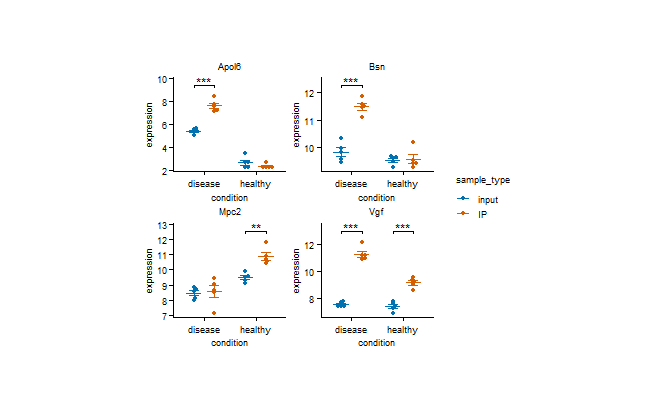 Apol6
Bsn
***
***
expression
10
8
6
4
2
expression
12
11
10
disease
healthy
disease
healthy
condition
condition
sample_type
input
IP
Mpc2
Vgf
**
***
***
expression
13
12
11
10
9
8
7
expression
12
10
8
disease
healthy
disease
healthy
condition
condition